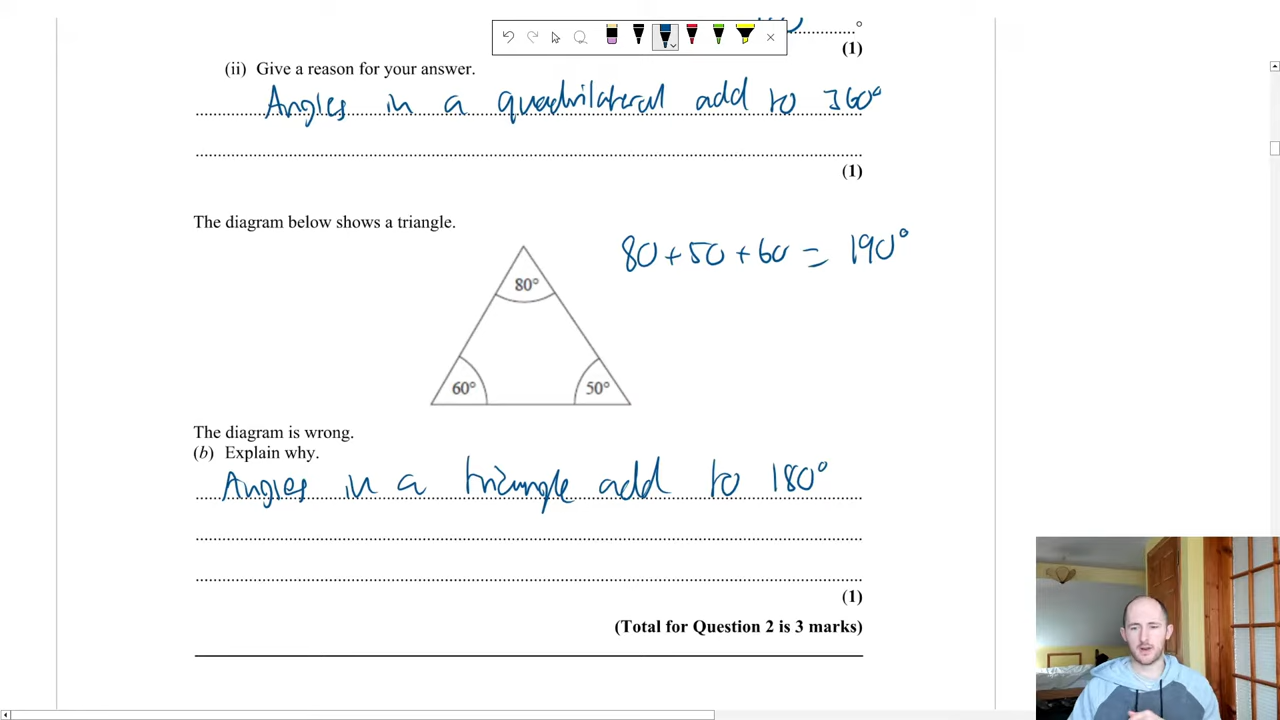 (1)
(ii) Give a reason for your answer.
Angles in a quadrilateral add to 360°
(1)
The diagram below shows a triangle.
80+50+60 = 190°
80°
60°
50°
The diagram is wrong.
(b) Explain why.
Angles in a triangle add to 180°
(1)
(Total for Question 2 is 3 marks)